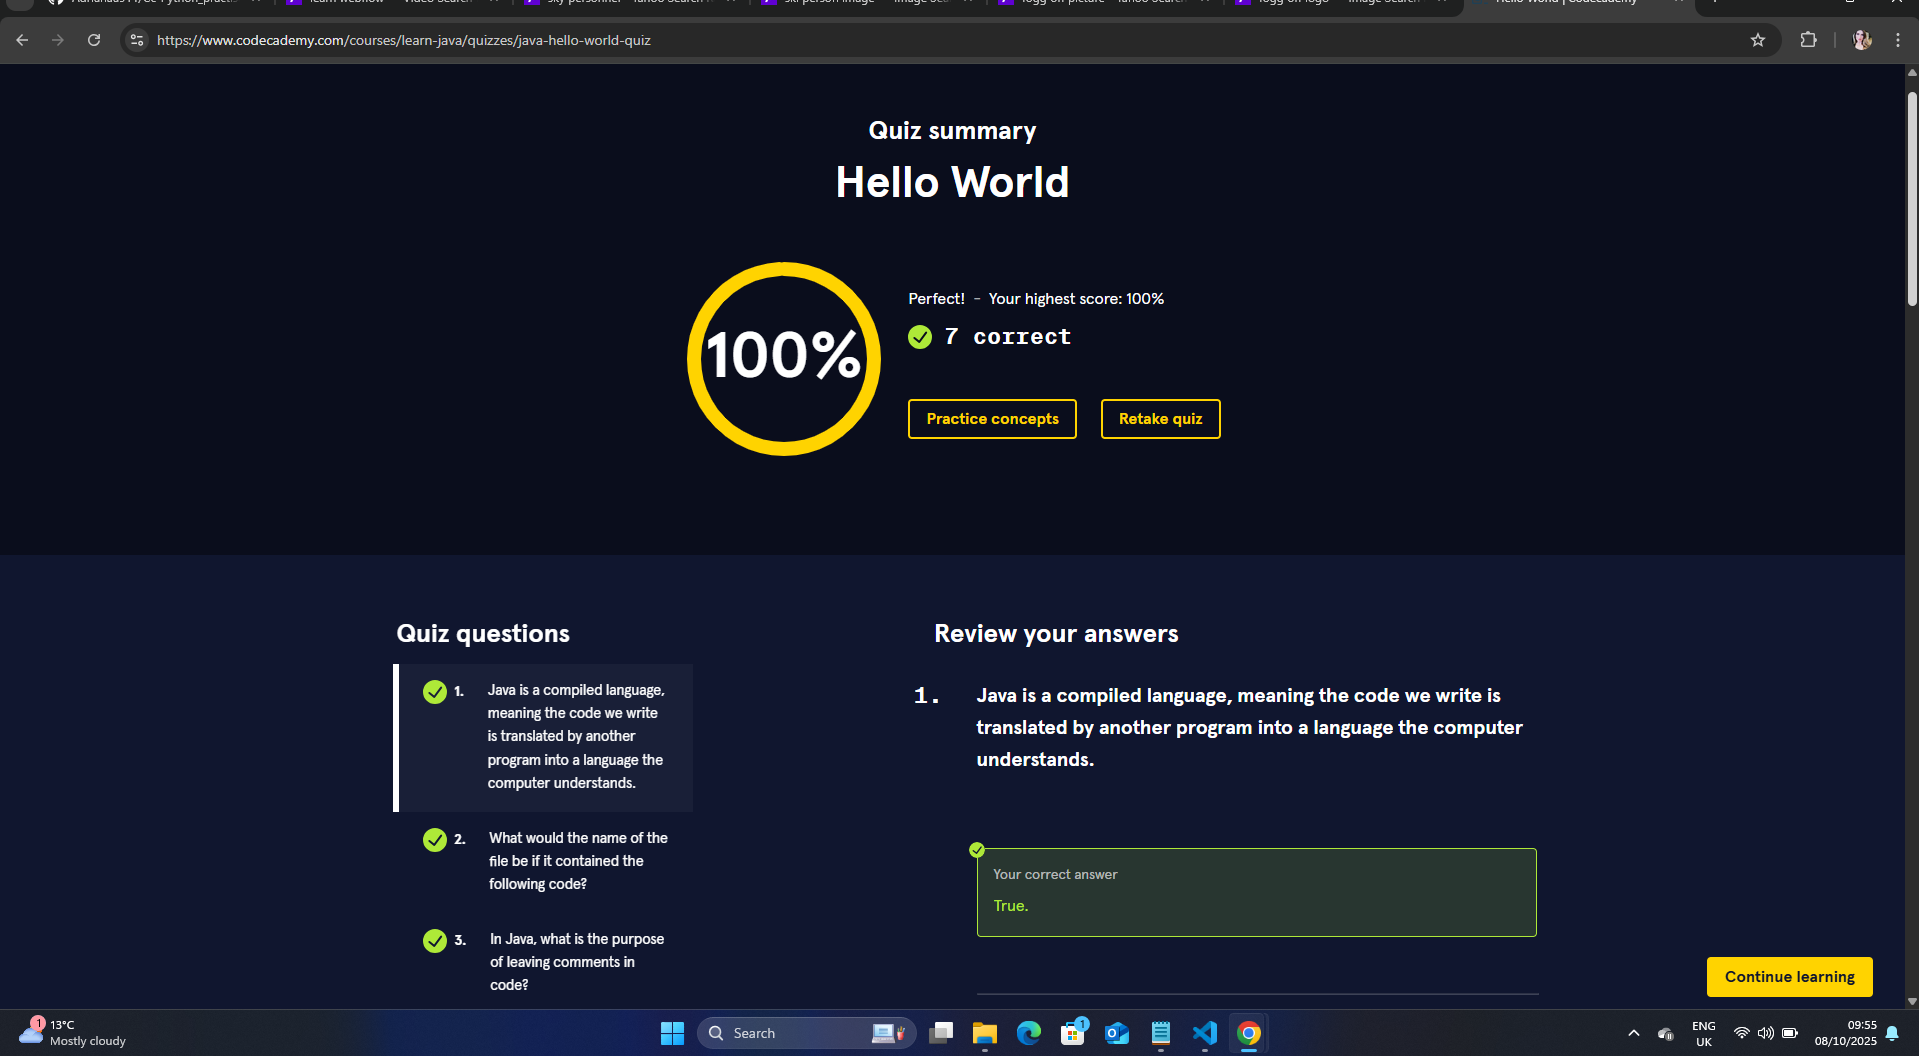 https://www.codecademy.com/courses/learn-java/quizzes/java-hello-world-quiz
Quiz summary
Hello World
100%
Perfect! - Your highest score: 100%
7 correct
Practice concepts
Retake quiz
Quiz questions
1. Java is a compiled language,
meaning the code we write
is translated by another
program into a language the
computer understands.
2. What would the name of the
file be if it contained the
following code?
3. In Java, what is the purpose
of leaving comments in
code?
Review your answers
1. Java is a compiled language, meaning the code we write is
translated by another program into a language the computer
understands.
Your correct answer
True.
Continue learning
1
13°C
Mostly cloudy
Search
1
ENG
UK
09:55
08/10/2025